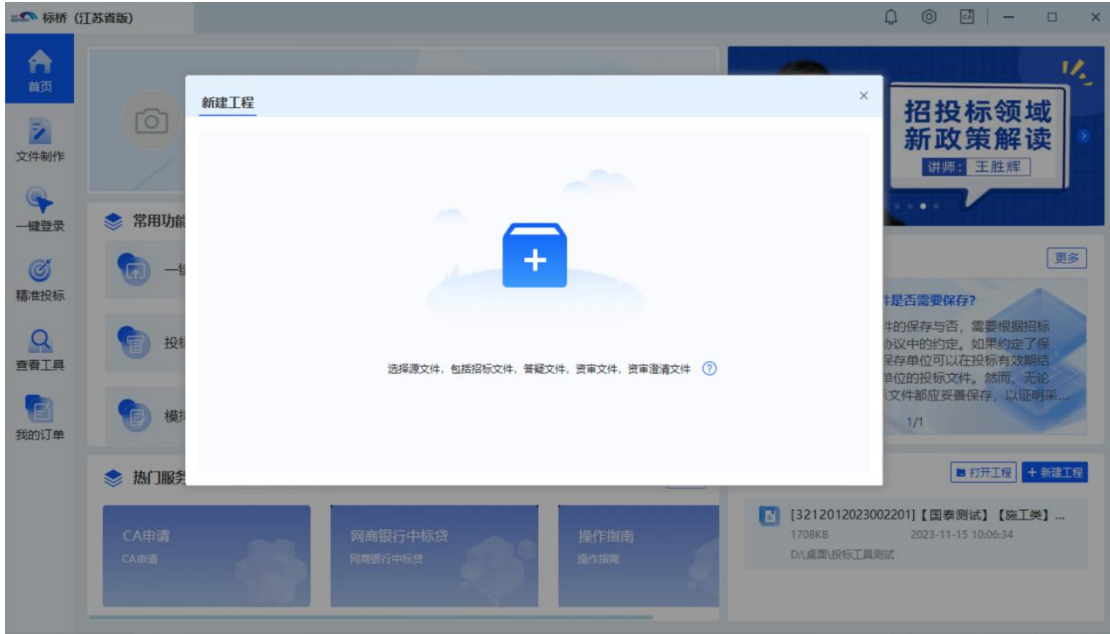 标桥（江苏省版）
首页
文件制作
一键登录
精准投标
查看工具
我的订单
新建工程
选择源文件，包括招标文件，答疑文件，资审文件，资审澄清文件
招投标领域
新政策解读
讲师： 王胜辉
常用功能
一键
投标
模拟
更多
件是否需要保存?
件的保存与否，需要根据招标
协议中的约定。如果约定了保
保存单位可以在投标有效期结
单位的投标文件。然而，无论
文件都应妥善保存，以证明采...
1/1
热门服务
CA申请
CA申请
网商银行中标贷
网商银行中标贷
操作指南
操作指南
打开工程
新建工程
[3212012023002201]【国泰测试】【施工类】...
1708KB
2023-11-15 10:06:34
D:\桌面\投标工具测试